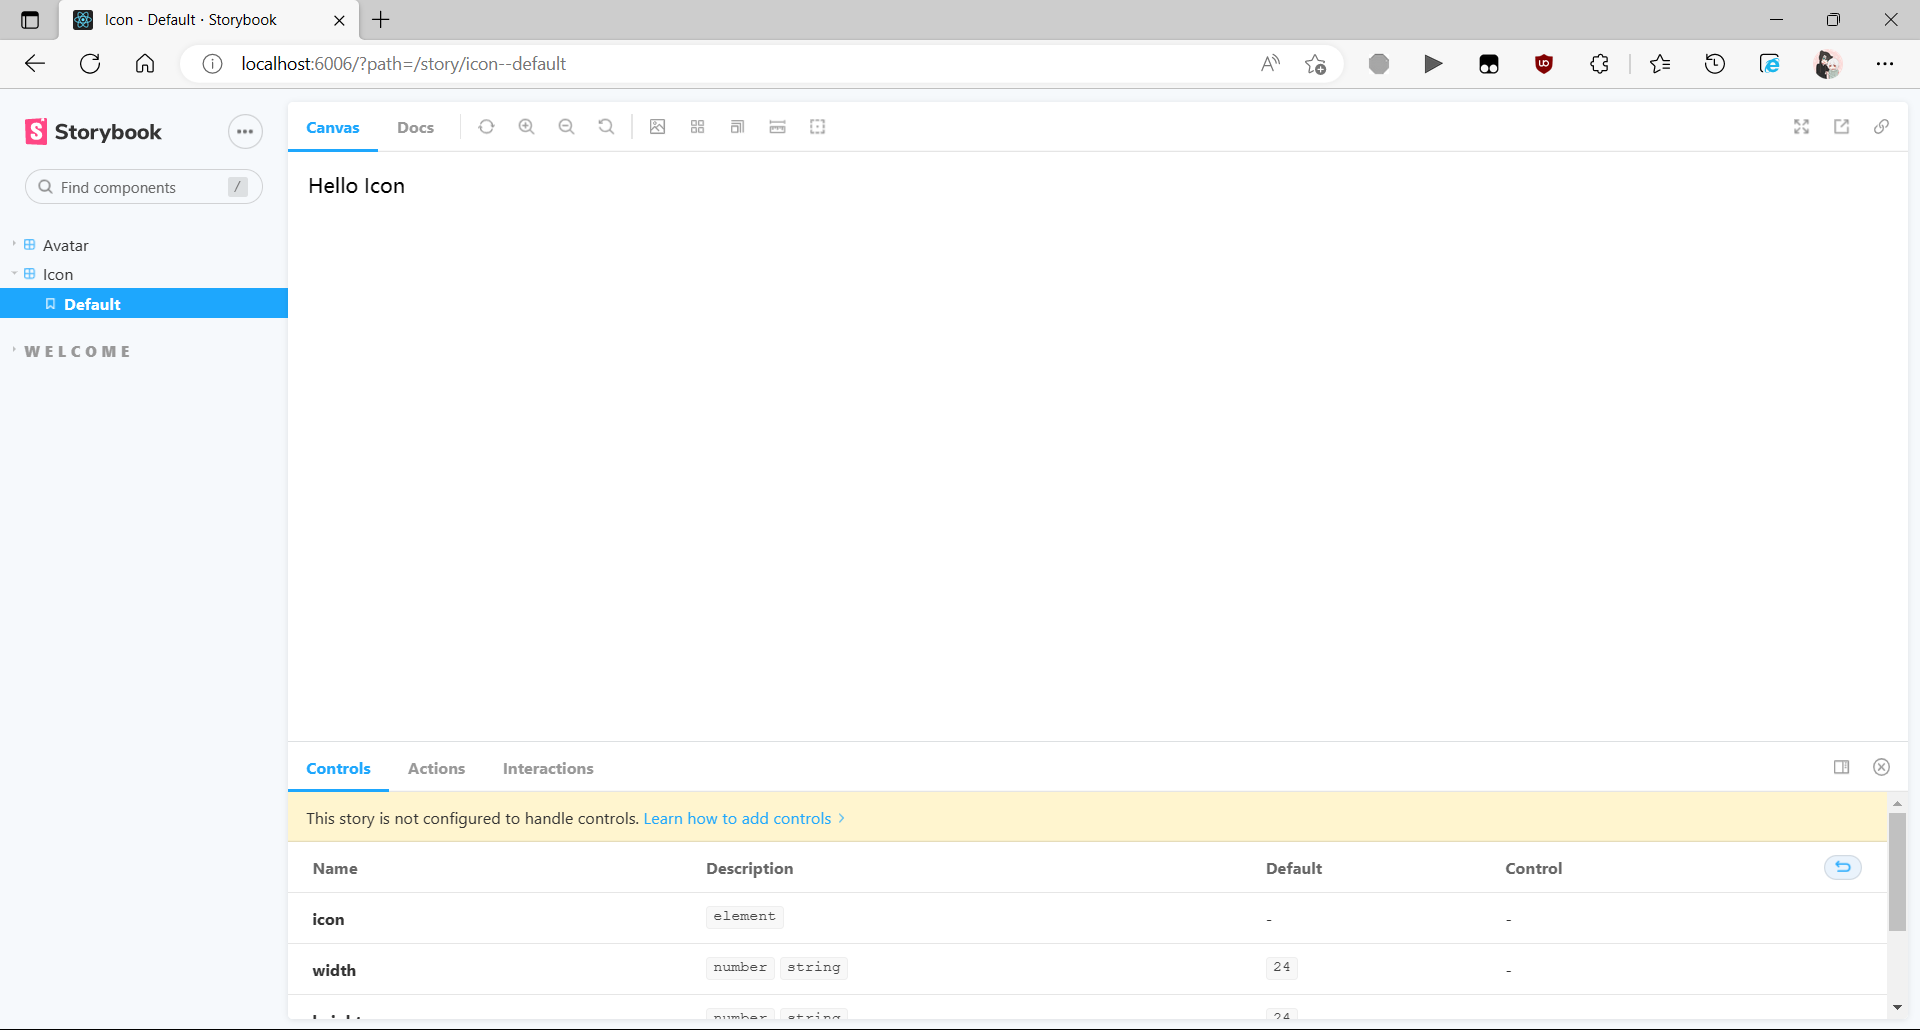 Icon - Default · Storybook
localhost:6006/?path=/story/icon--default
Storybook
Find components /
Avatar
Icon
Default
WELCOME
Canvas Docs
Hello Icon
Controls Actions Interactions
This story is not configured to handle controls. Learn how to add controls
Name Description Default Control
icon element - -
width number string 24 -
height number string 24